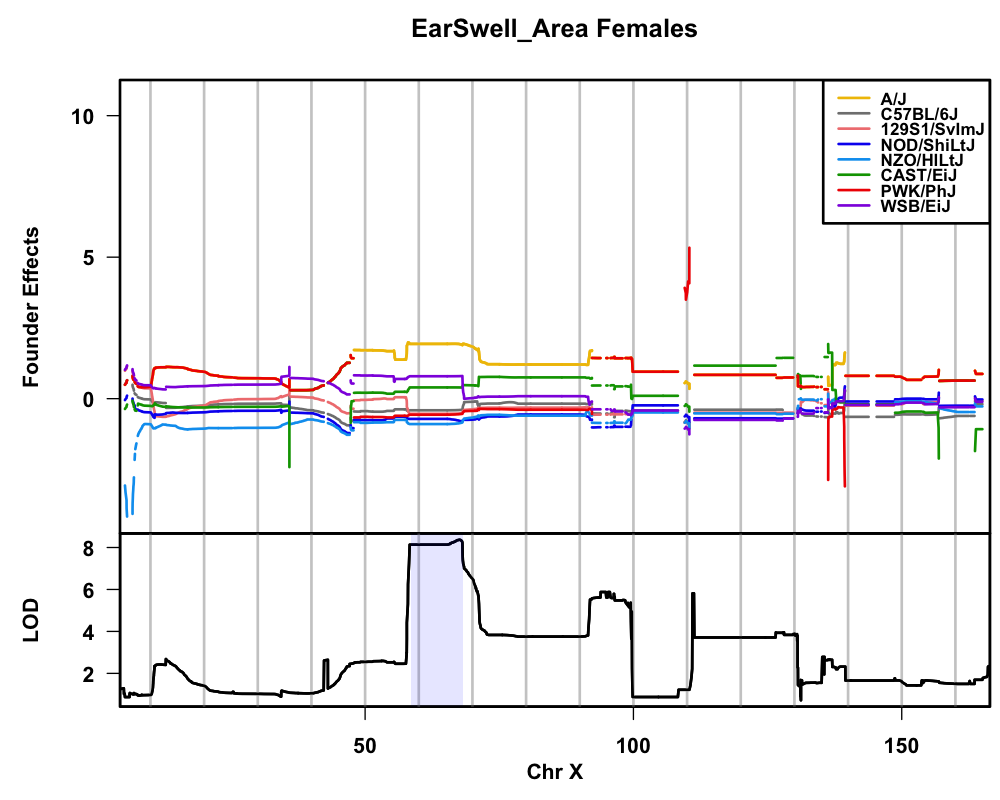 EarSwell_Area Females
Founder Effects
10
5
0
A/J
C57BL/6J
129S1/SvImJ
NOD/ShiLtJ
NZO/HlLtJ
CAST/EiJ
PWK/PhJ
WSB/EiJ
LOD
8
6
4
2
50
100
150
Chr X